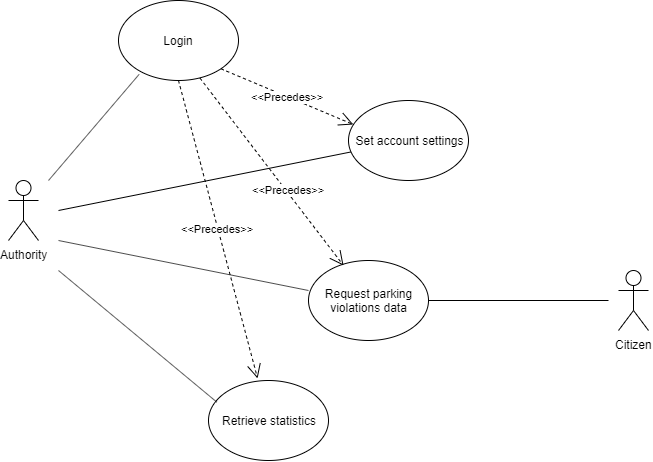 Login
<<Precedes>>
Set account settings
<<Precedes>>
<<Precedes>>
Authority
Request parking
violations data
Citizen
Retrieve statistics